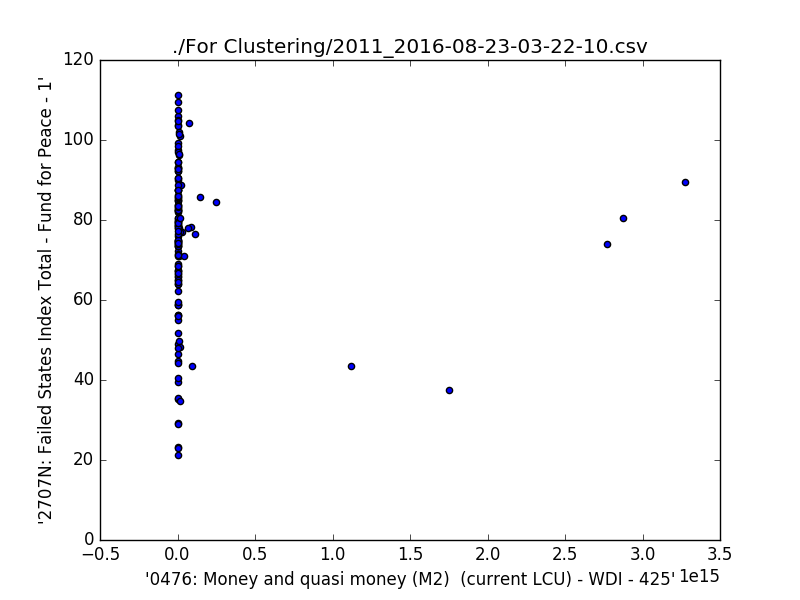 ./For Clustering/2011_2016-08-23-03-22-10.csv
120
100
80
60
40
20
0
'2707N: Failed States Index Total - Fund for Peace - 1'
−0.5 0.0 0.5 1.0 1.5 2.0 2.5 3.0 3.5
1e15
'0476: Money and quasi money (M2)  (current LCU) - WDI - 425'